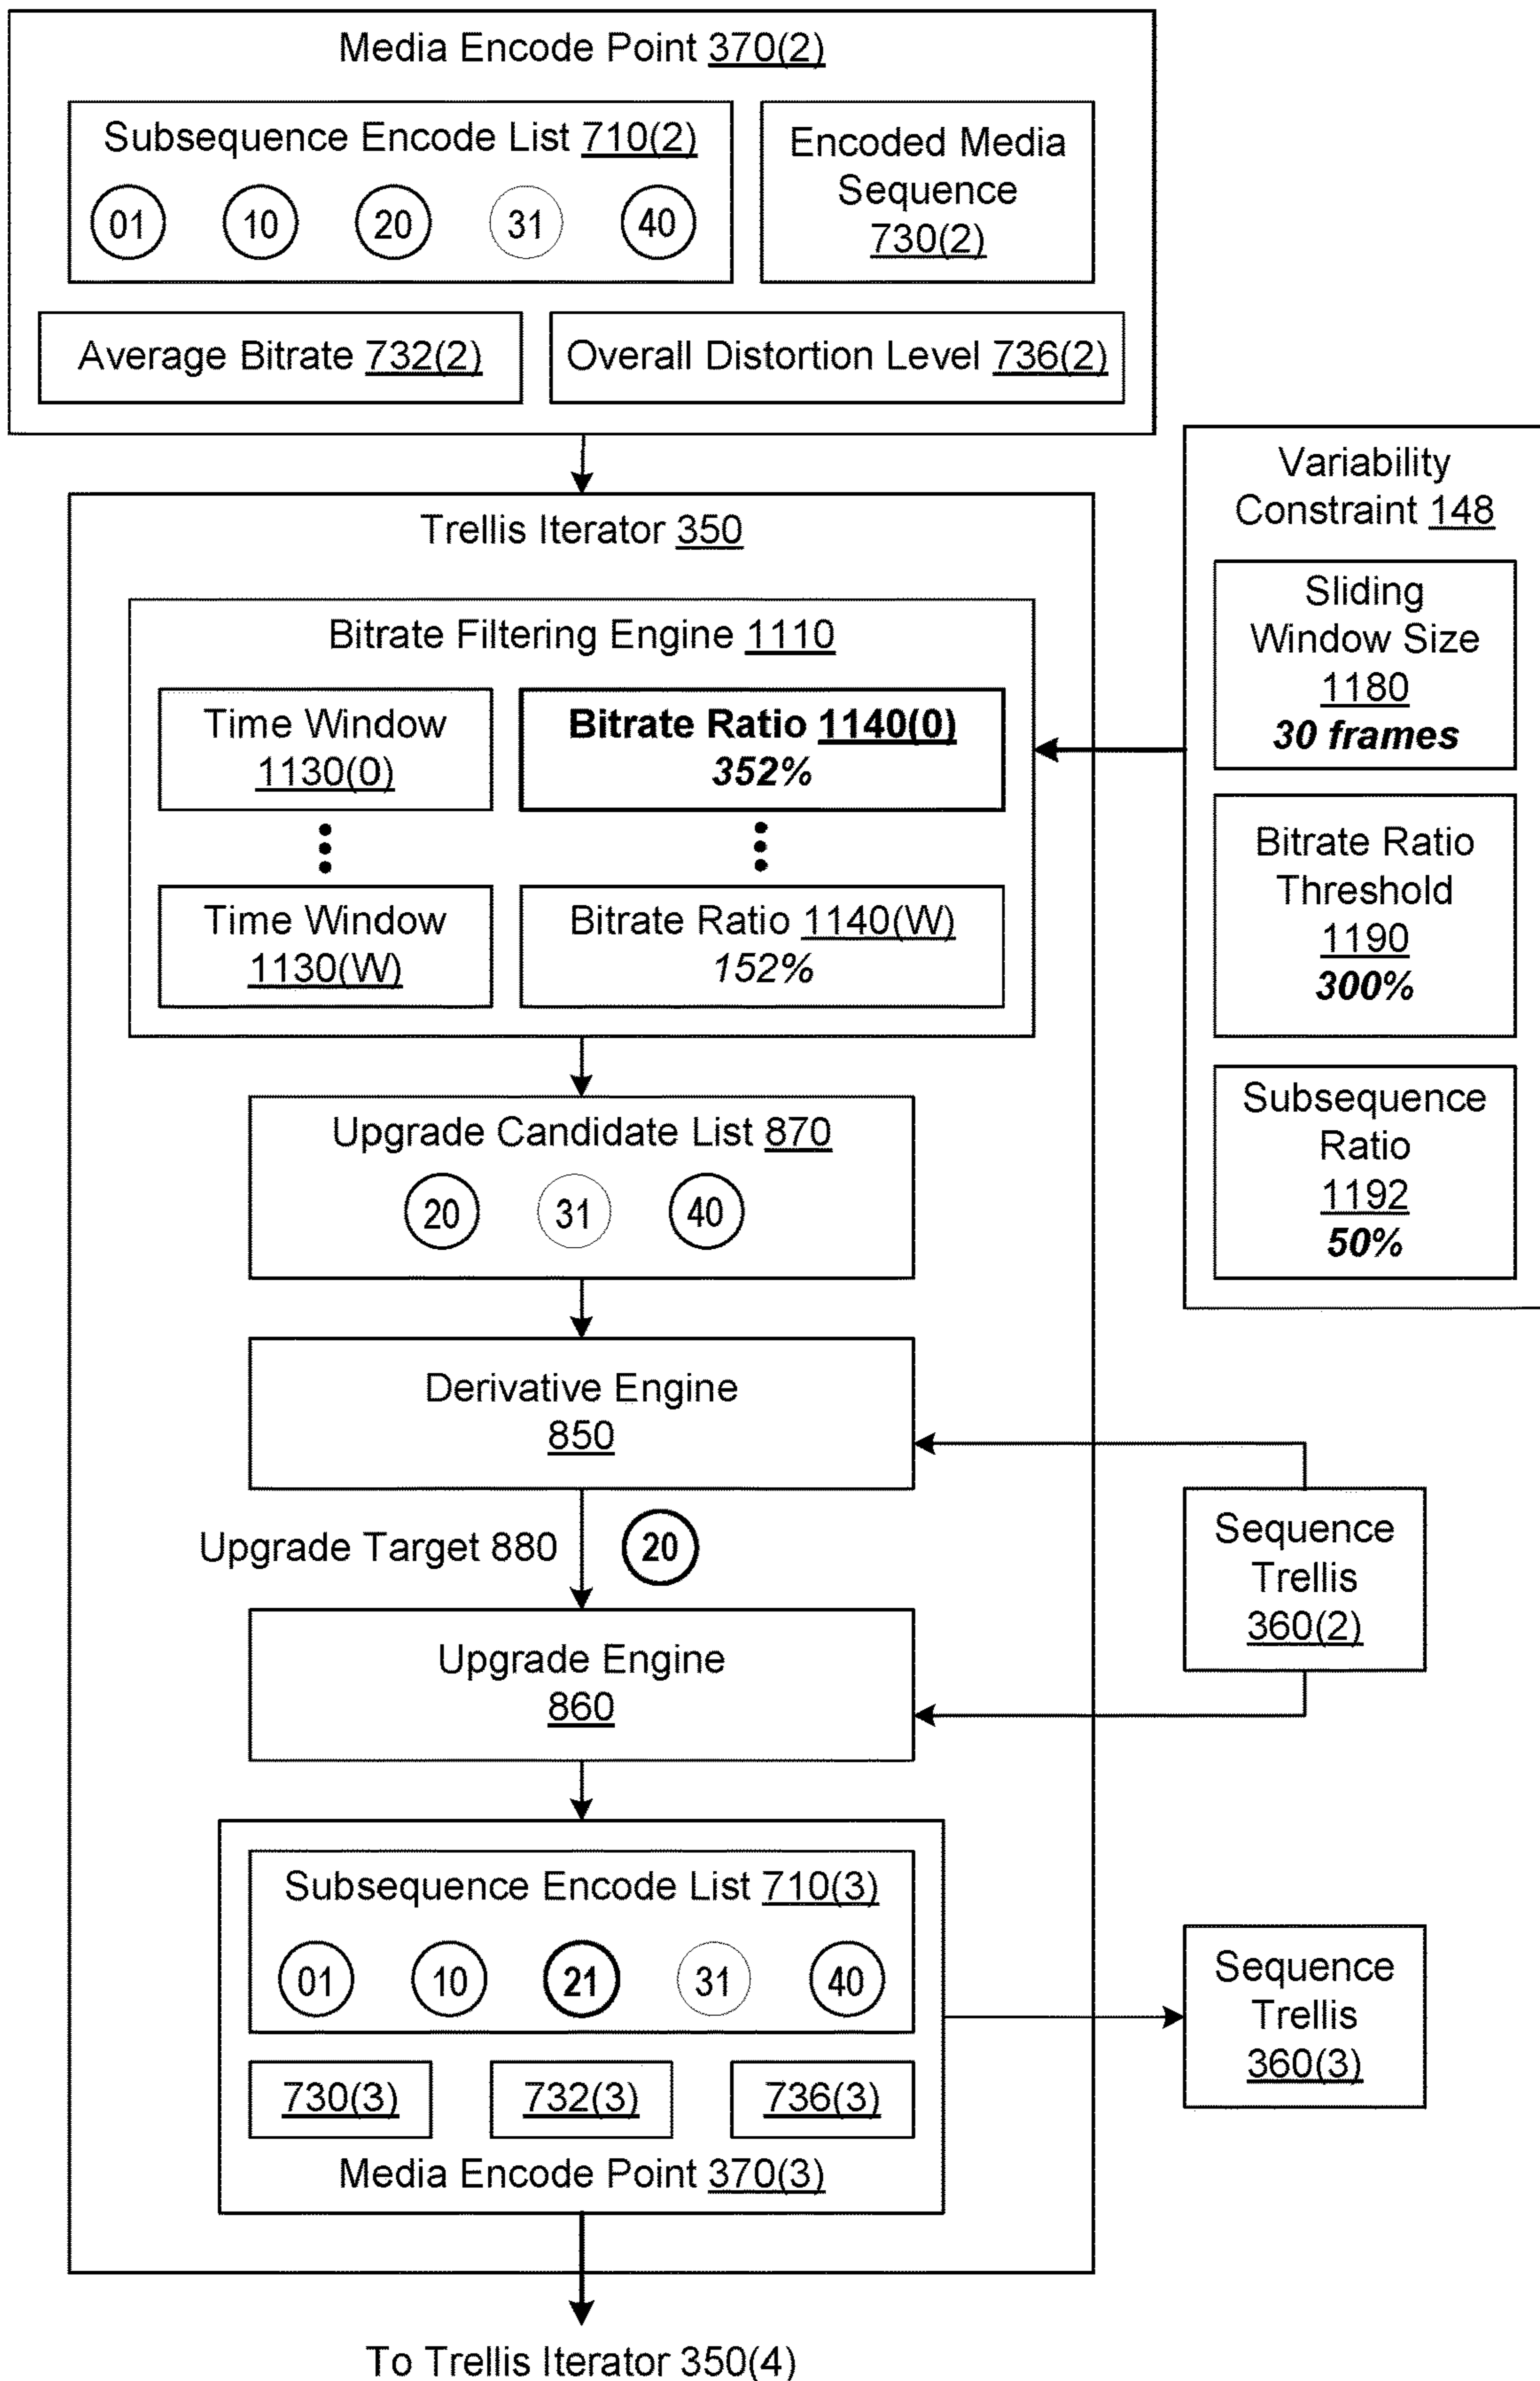 Media Encode Point 370(2)
Subsequence Encode List 710(2)
01 10 20 31 40
Encoded Media
Sequence
730(2)
Average Bitrate 732(2)
Overall Distortion Level 736(2)
Variability
Constraint 148
Sliding
Window Size
1180
30 frames
Bitrate Ratio
Threshold
1190
300%
Subsequence
Ratio
1192
50%
Trellis Iterator 350
Bitrate Filtering Engine 1110
Time Window
1130(0)
Bitrate Ratio 1140(0)
352%
Time Window
1130(W)
Bitrate Ratio 1140(W)
152%
Upgrade Candidate List 870
20 31 40
Derivative Engine
850
Upgrade Target 880
20
Sequence
Trellis
360(2)
Upgrade Engine
860
Subsequence Encode List 710(3)
01 10 21 31 40
730(3)
732(3)
736(3)
Media Encode Point 370(3)
Sequence
Trellis
360(3)
To Trellis Iterator 350(4)